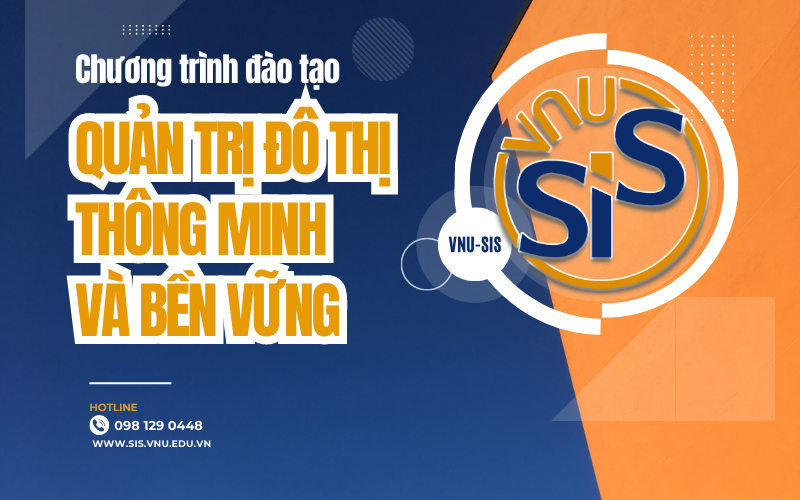 Chương trình đào tạo
QUẢN TRỊ ĐÔ THỊ
THÔNG MINH
VÀ BỀN VỮNG
VNU
SiS
VNU-SIS
HOTLINE
098 129 0448
WWW.SIS.VNU.EDU.VN